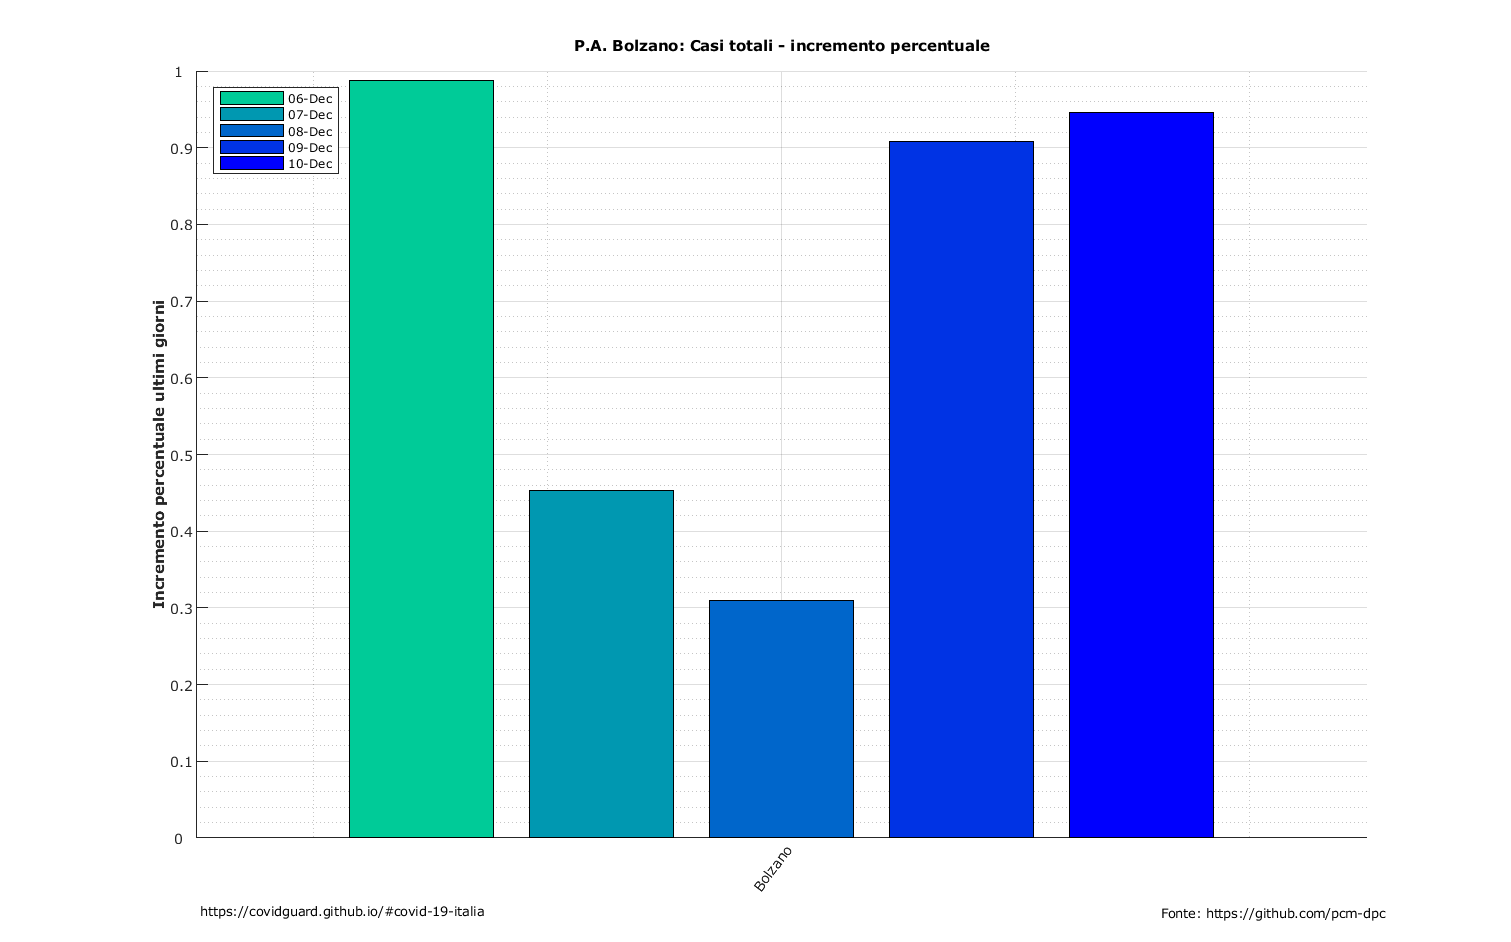 P.A. Bolzano: Casi totali - incremento percentuale
1
0.9
0.8
0.7
0.6
0.5
0.4
0.3
0.2
0.1
0
Incremento percentuale ultimi giorni
06-Dec
07-Dec
08-Dec
09-Dec
10-Dec
Bolzano
https://covidguard.github.io/#covid-19-italia
Fonte: https://github.com/pcm-dpc